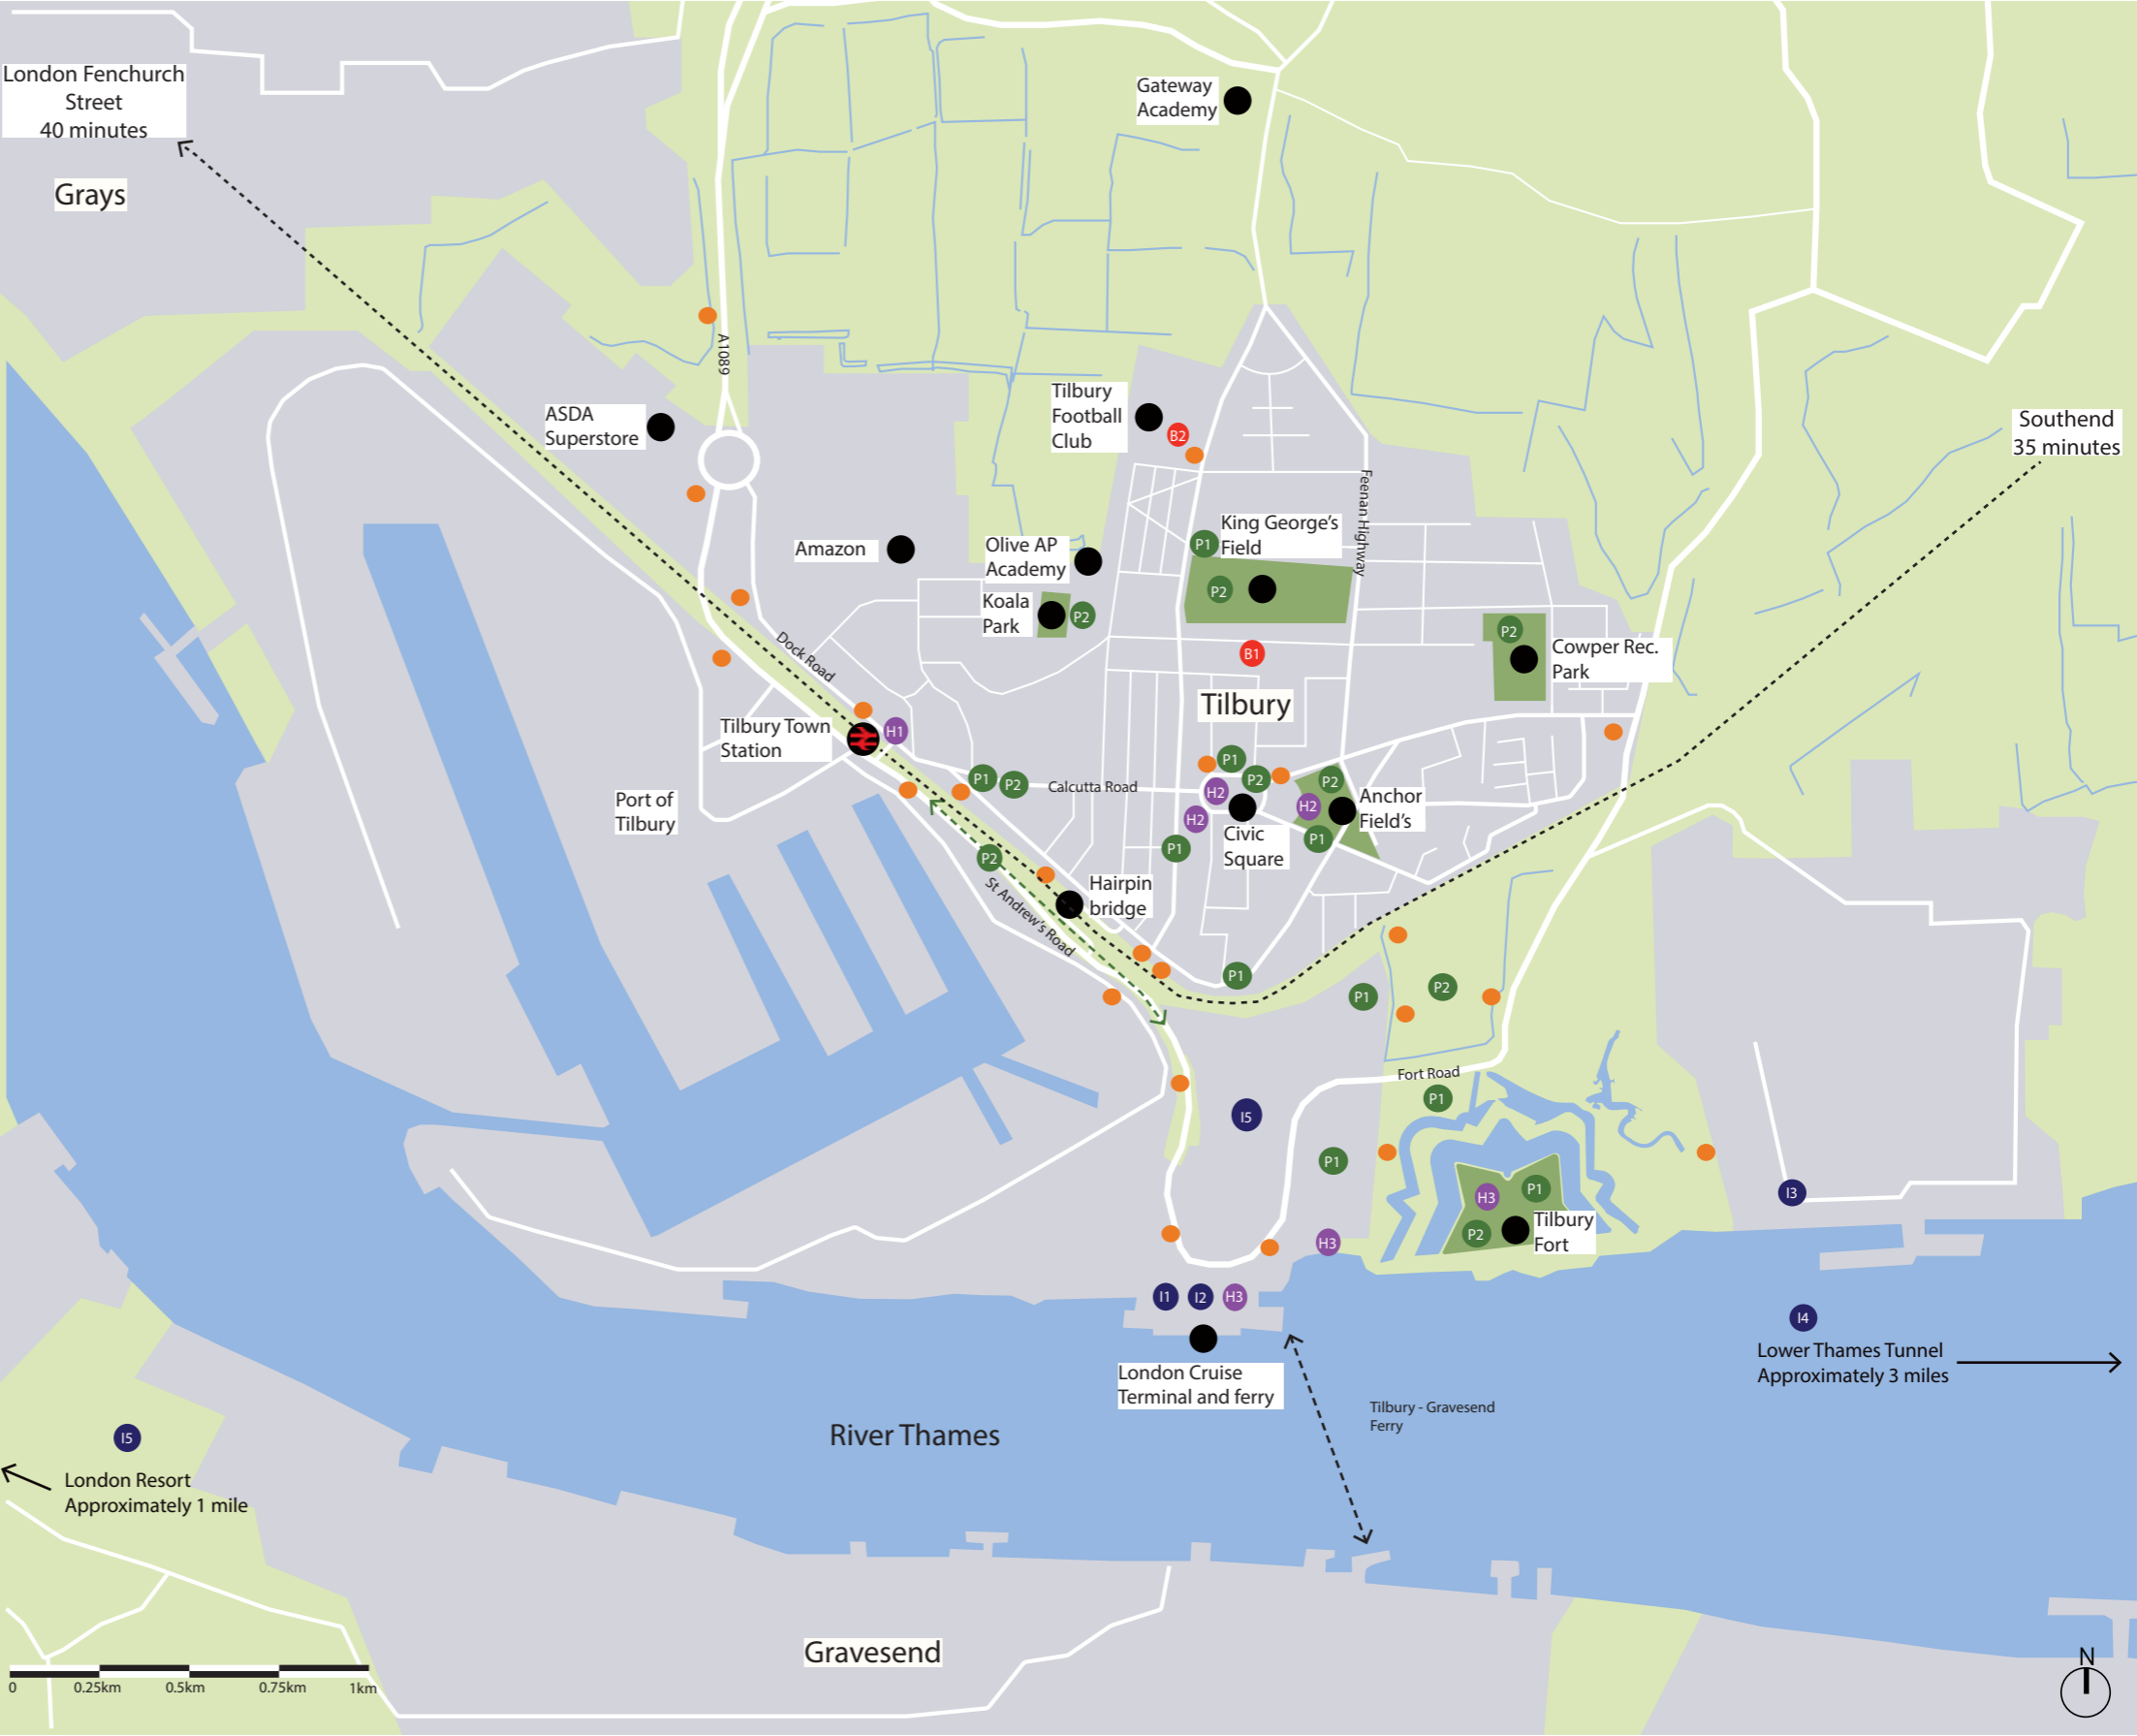 London Fenchurch
Street
40 minutes
Grays
Gateway
Academy
A1089
ASDA
Superstore
Tilbury
Football
Club
B2
Southend
35 minutes
Feenan HIghway
P1
King George's
Field
P2
Amazon
Olive AP
Academy
Koala
Park
P2
B1
P2
Cowper Rec.
Park
Dock Road
Tilbury
Tilbury Town
Station
H1
P1
P2
Calcutta Road
P1
P2
H2
H2
P2
H2
Anchor
Field's
P1
Civic
Square
P1
Port of
Tilbury
P2
St Andrew's Road
Hairpin
bridge
P1
P1
P2
Fort Road
P1
I5
P1
H3
P1
P2
Tilbury
Fort
H3
I3
I1
I2
H3
London Cruise
Terminal and ferry
I4
Lower Thames Tunnel
Approximately 3 miles
Tilbury - Gravesend
Ferry
River Thames
I5
London Resort
Approximately 1 mile
Gravesend
0
0.25km
0.5km
0.75km
1km
N